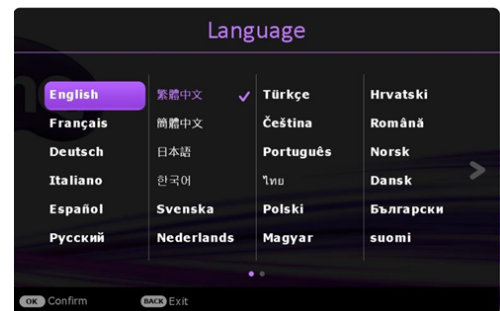 Language
English
Français
Deutsch
Italiano
Español
Русский
繁體中文
簡體中文
日本語
한국어
Svenska
Nederlands
Türkçe
Čeština
Português
ไทย
Polski
Magyar
Hrvatski
Română
Norsk
Dansk
Български
suomi
OK Confirm
BACK Exit